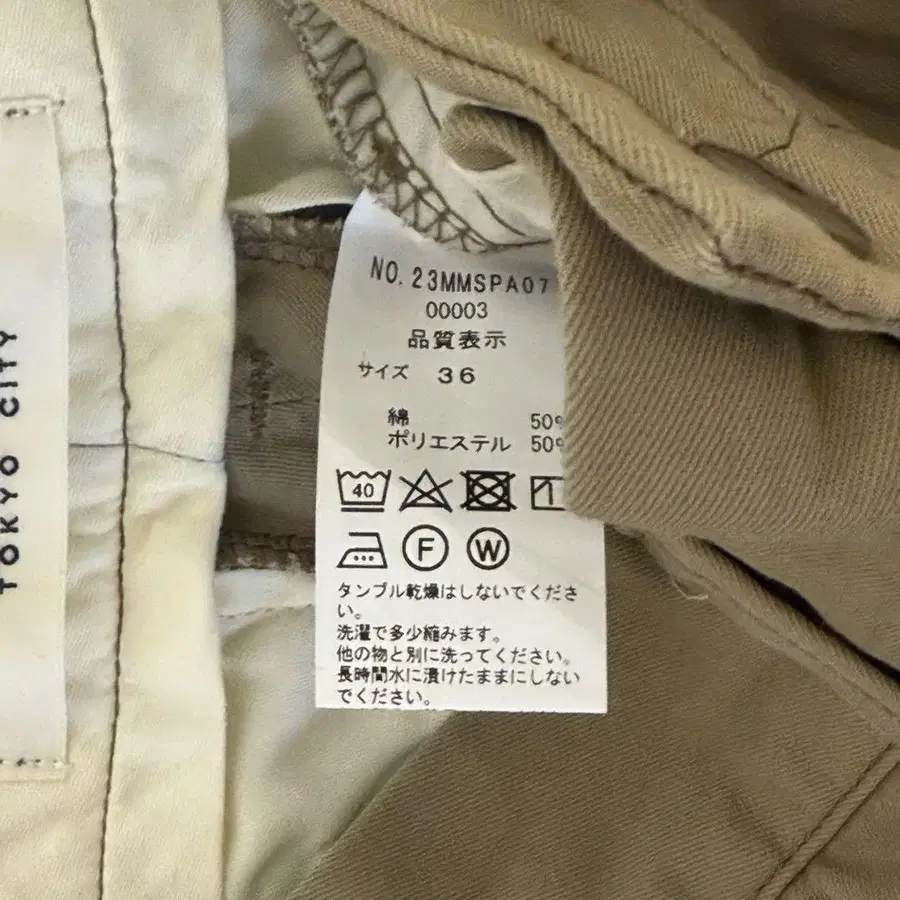 TOKYO CITY
NO. 23MMSPA07
00003
品質表示
サイズ 36
綿 50%
ポリエステル 50%
40
F W
タンブル乾燥はしないでくださ
い。
洗濯で多少縮みます。
他の物と別に洗ってください。
長時間水に漬けたままにしない
でください。